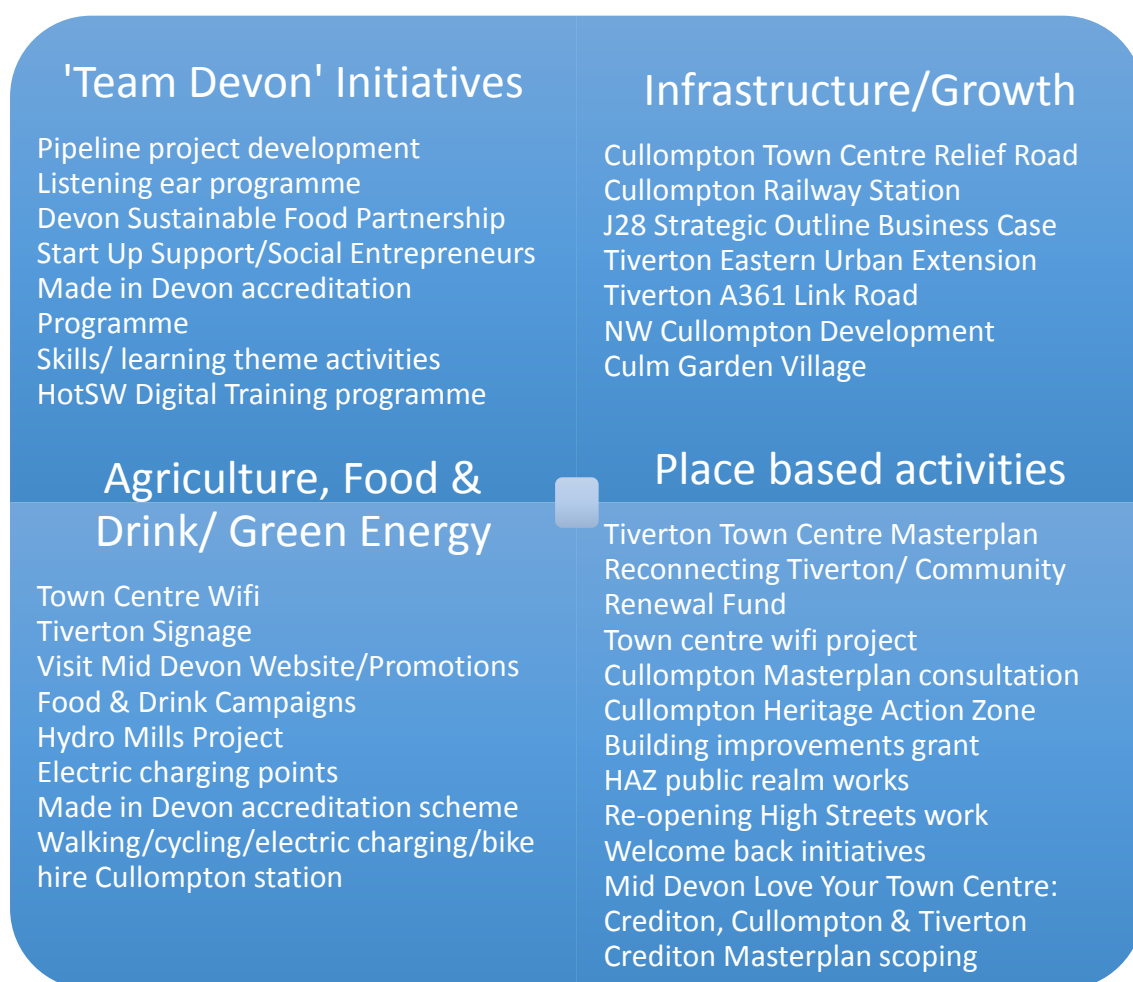 'Team Devon' Initiatives
Pipeline project development
Listening ear programme
Devon Sustainable Food Partnership
Start Up Support/Social Entrepreneurs
Made in Devon accreditation
Programme
Skills/ learning theme activities
HotSW Digital Training programme
Infrastructure/Growth
Cullompton Town Centre Relief Road
Cullompton Railway Station
J28 Strategic Outline Business Case
Tiverton Eastern Urban Extension
Tiverton A361 Link Road
NW Cullompton Development
Culm Garden Village
Agriculture, Food &
Drink/ Green Energy
Town Centre Wifi
Tiverton Signage
Visit Mid Devon Website/Promotions
Food & Drink Campaigns
Hydro Mills Project
Electric charging points
Made in Devon accreditation scheme
Walking/cycling/electric charging/bike
hire Cullompton station
Place based activities
Tiverton Town Centre Masterplan
Reconnecting Tiverton/ Community
Renewal Fund
Town centre wifi project
Cullompton Masterplan consultation
Cullompton Heritage Action Zone
Building improvements grant
HAZ public realm works
Re-opening High Streets work
Welcome back initiatives
Mid Devon Love Your Town Centre:
Crediton, Cullompton & Tiverton
Crediton Masterplan scoping